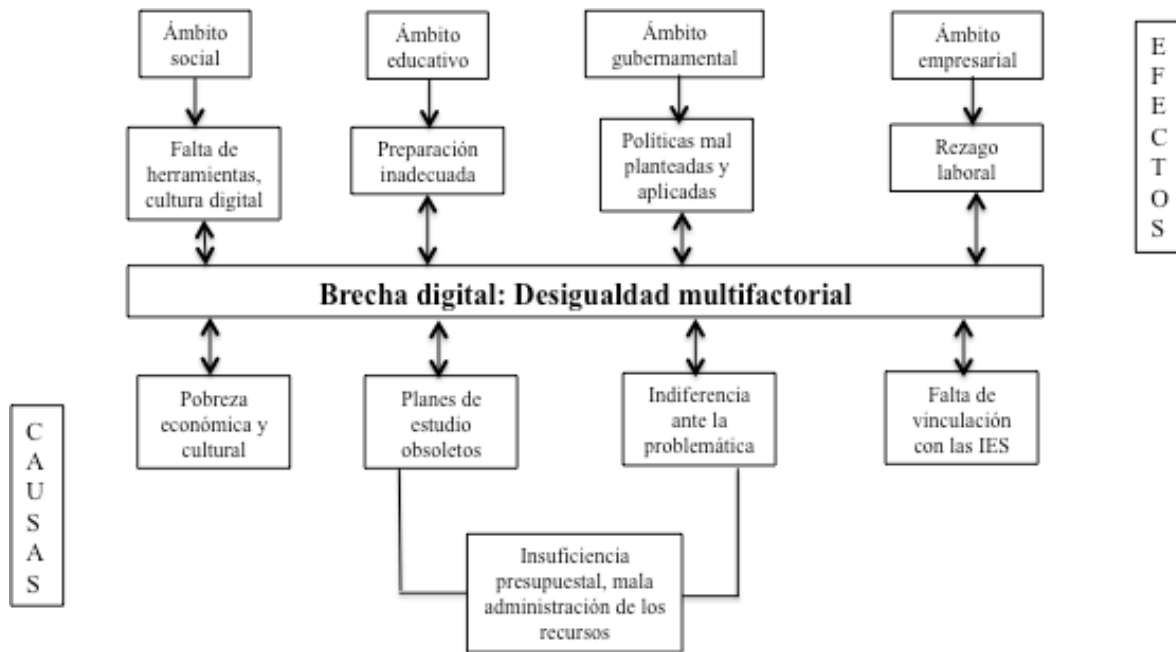 Ámbito
social
Ámbito
educativo
Ámbito
gubernamental
Ámbito
empresarial
E
F
E
C
T
O
S
Falta de
herramientas,
cultura digital
Preparación
inadecuada
Políticas mal
planteadas y
aplicadas
Rezago
laboral
Brecha digital: Desigualdad multifactorial
Pobreza
económica y
cultural
Planes de
estudio
obsoletos
Indiferencia
ante la
problemática
Falta de
vinculación
con las IES
C
A
U
S
A
S
Insuficiencia
presupuestal, mala
administración de los
recursos